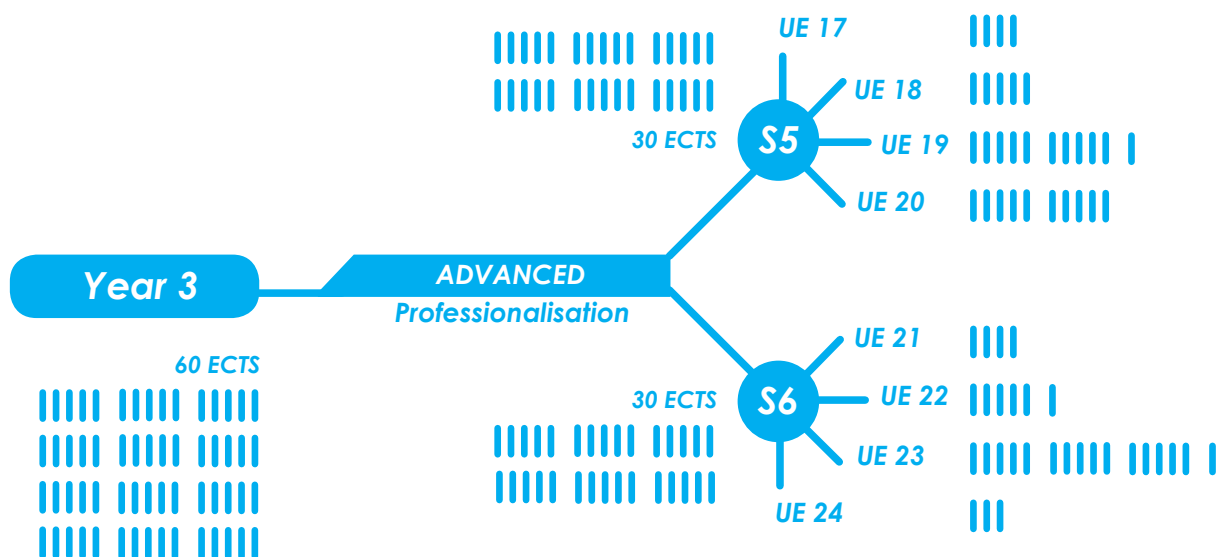 UE 17
UE 18
30 ECTS
S5
UE 19
UE 20
Year 3
ADVANCED
Professionalisation
60 ECTS
UE 21
30 ECTS
S6
UE 22
UE 23
UE 24